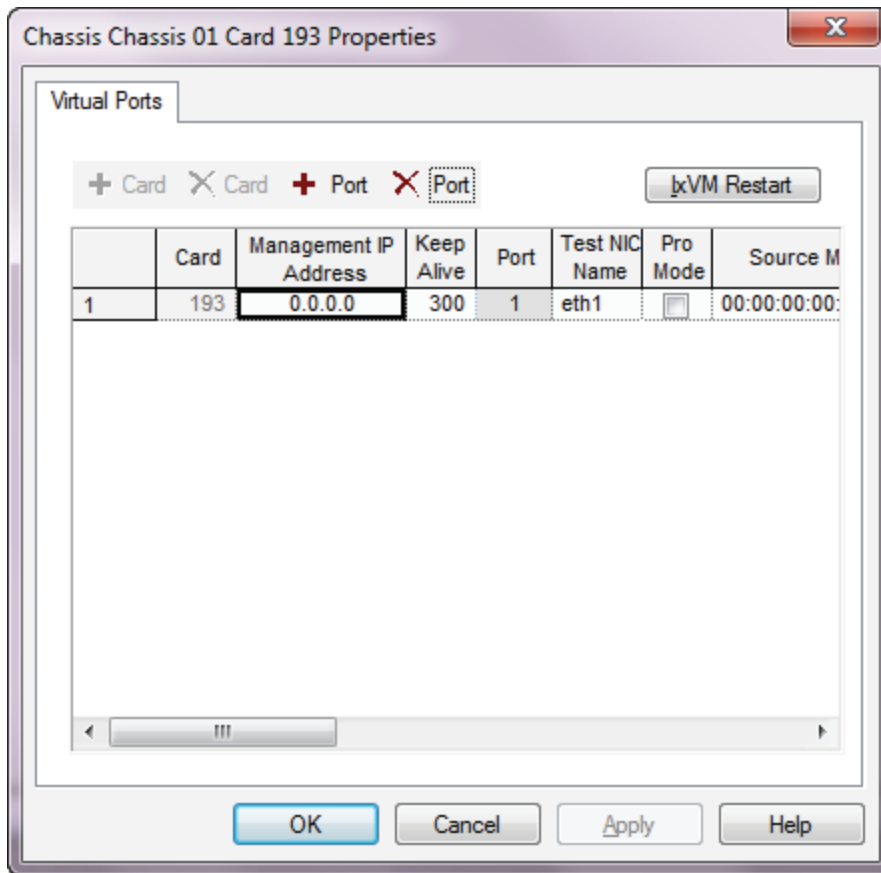 Chassis Chassis 01 Card 193 Properties
Virtual Ports
Card Card Port Port IxVM Restart
Card Management IP Address Keep Alive Port Test NIC Name Pro Mode Source M
1 193 0.0.0.0 300 1 eth1 00:00:00:00:
OK Cancel Apply Help